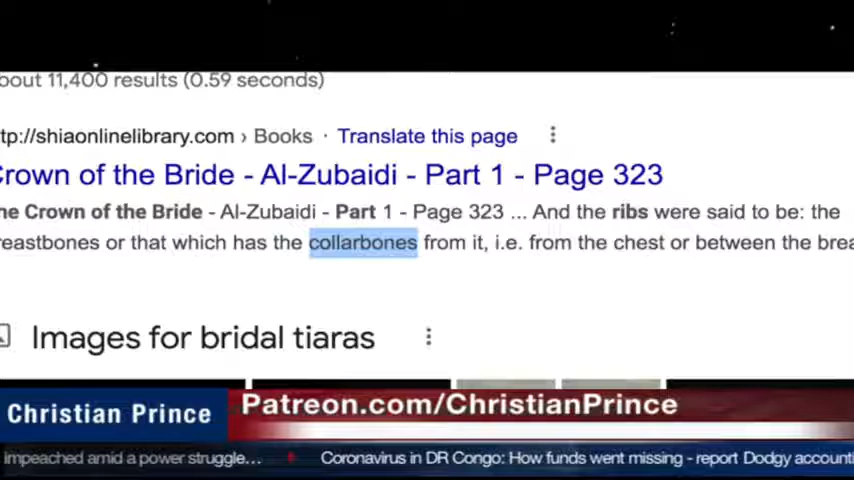 bout 11,400 results (0.59 seconds)
tp://shiaonlinelibrary.com › Books · Translate this page
Crown of the Bride - Al-Zubaidi - Part 1 - Page 323
he Crown of the Bride - Al-Zubaidi - Part 1 - Page 323 ... And the ribs were said to be: the
reastbones or that which has the collarbones from it, i.e. from the chest or between the brea
Images for bridal tiaras
Christian Prince
Patreon.com/ChristianPrince
impeached amid a power struggle... Coronavirus in DR Congo: How funds went missing - report Dodgy accounti